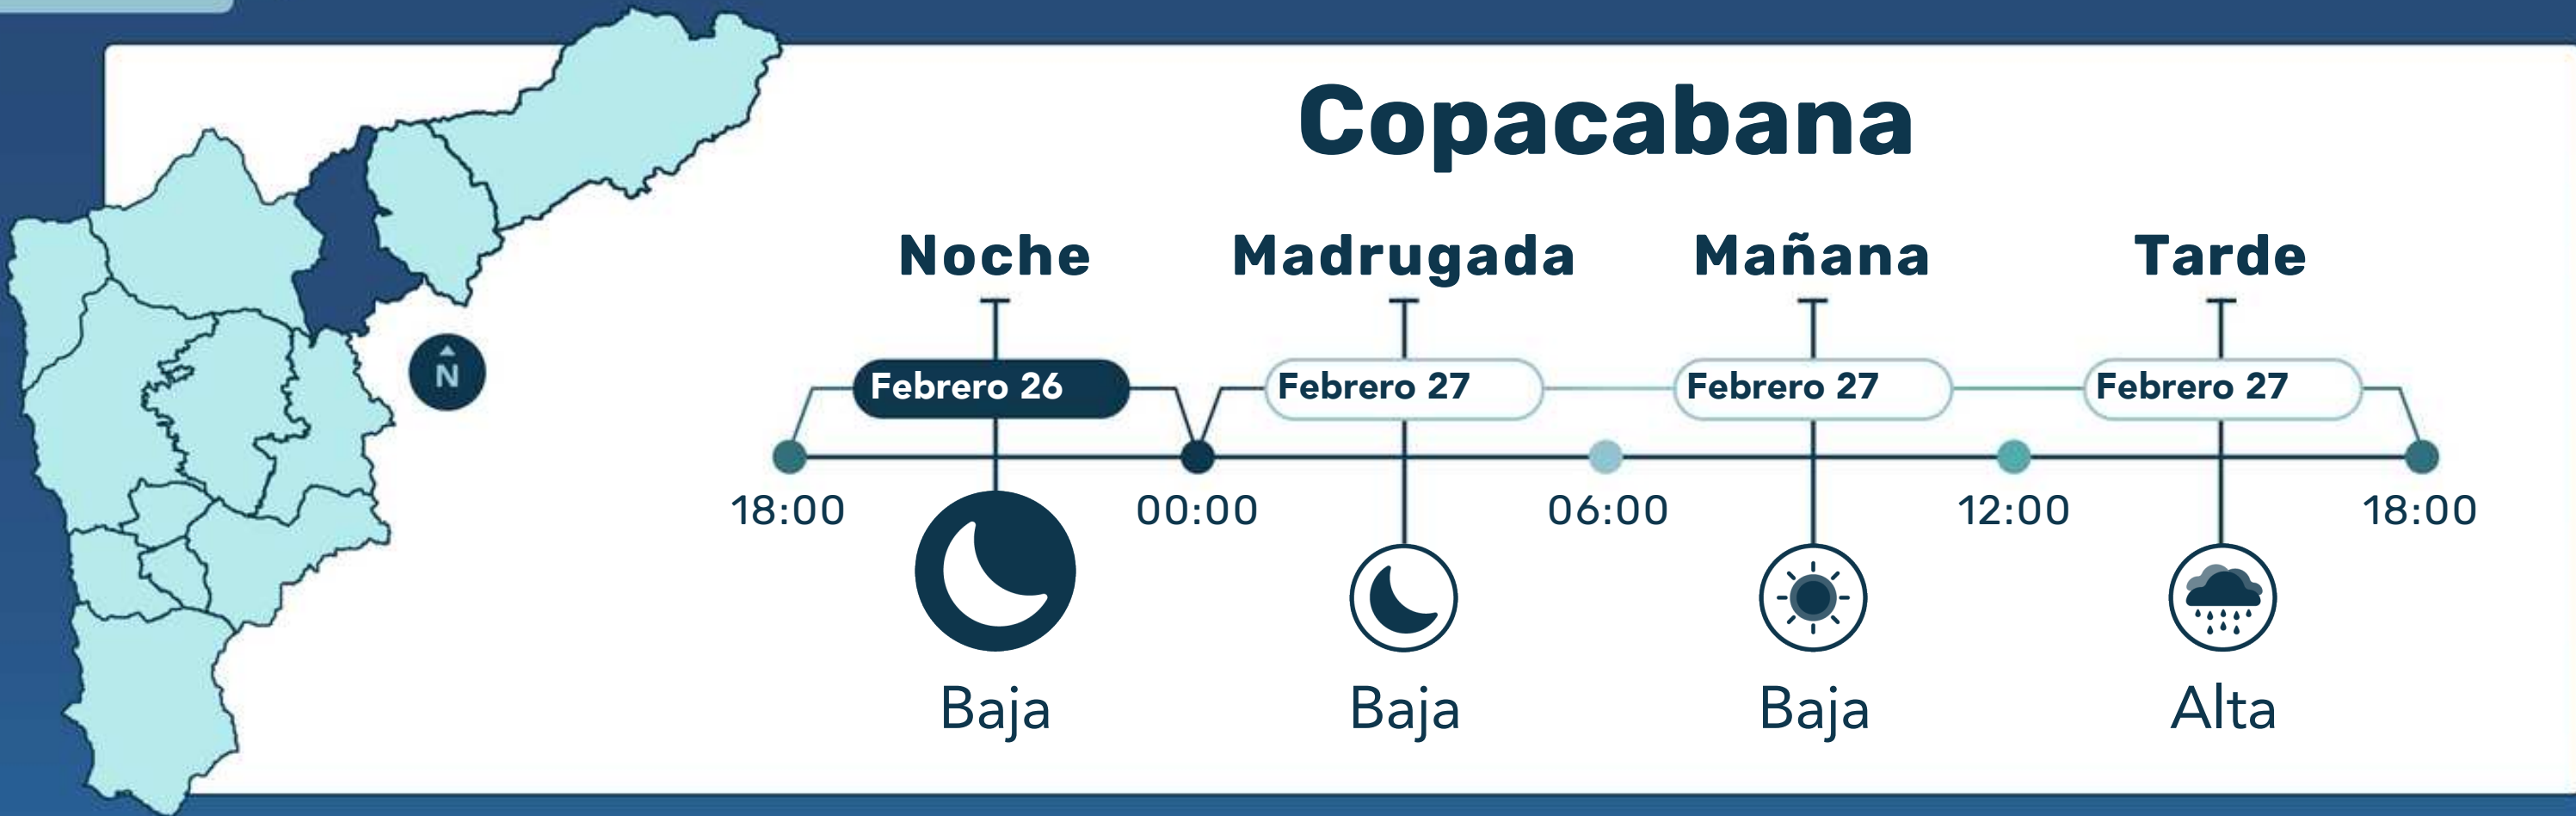 Copacabana
Noche Madrugada Mañana Tarde
Febrero 26 Febrero 27 Febrero 27 Febrero 27
N
18:00 00:00 06:00 12:00 18:00
Baja Baja Baja Alta